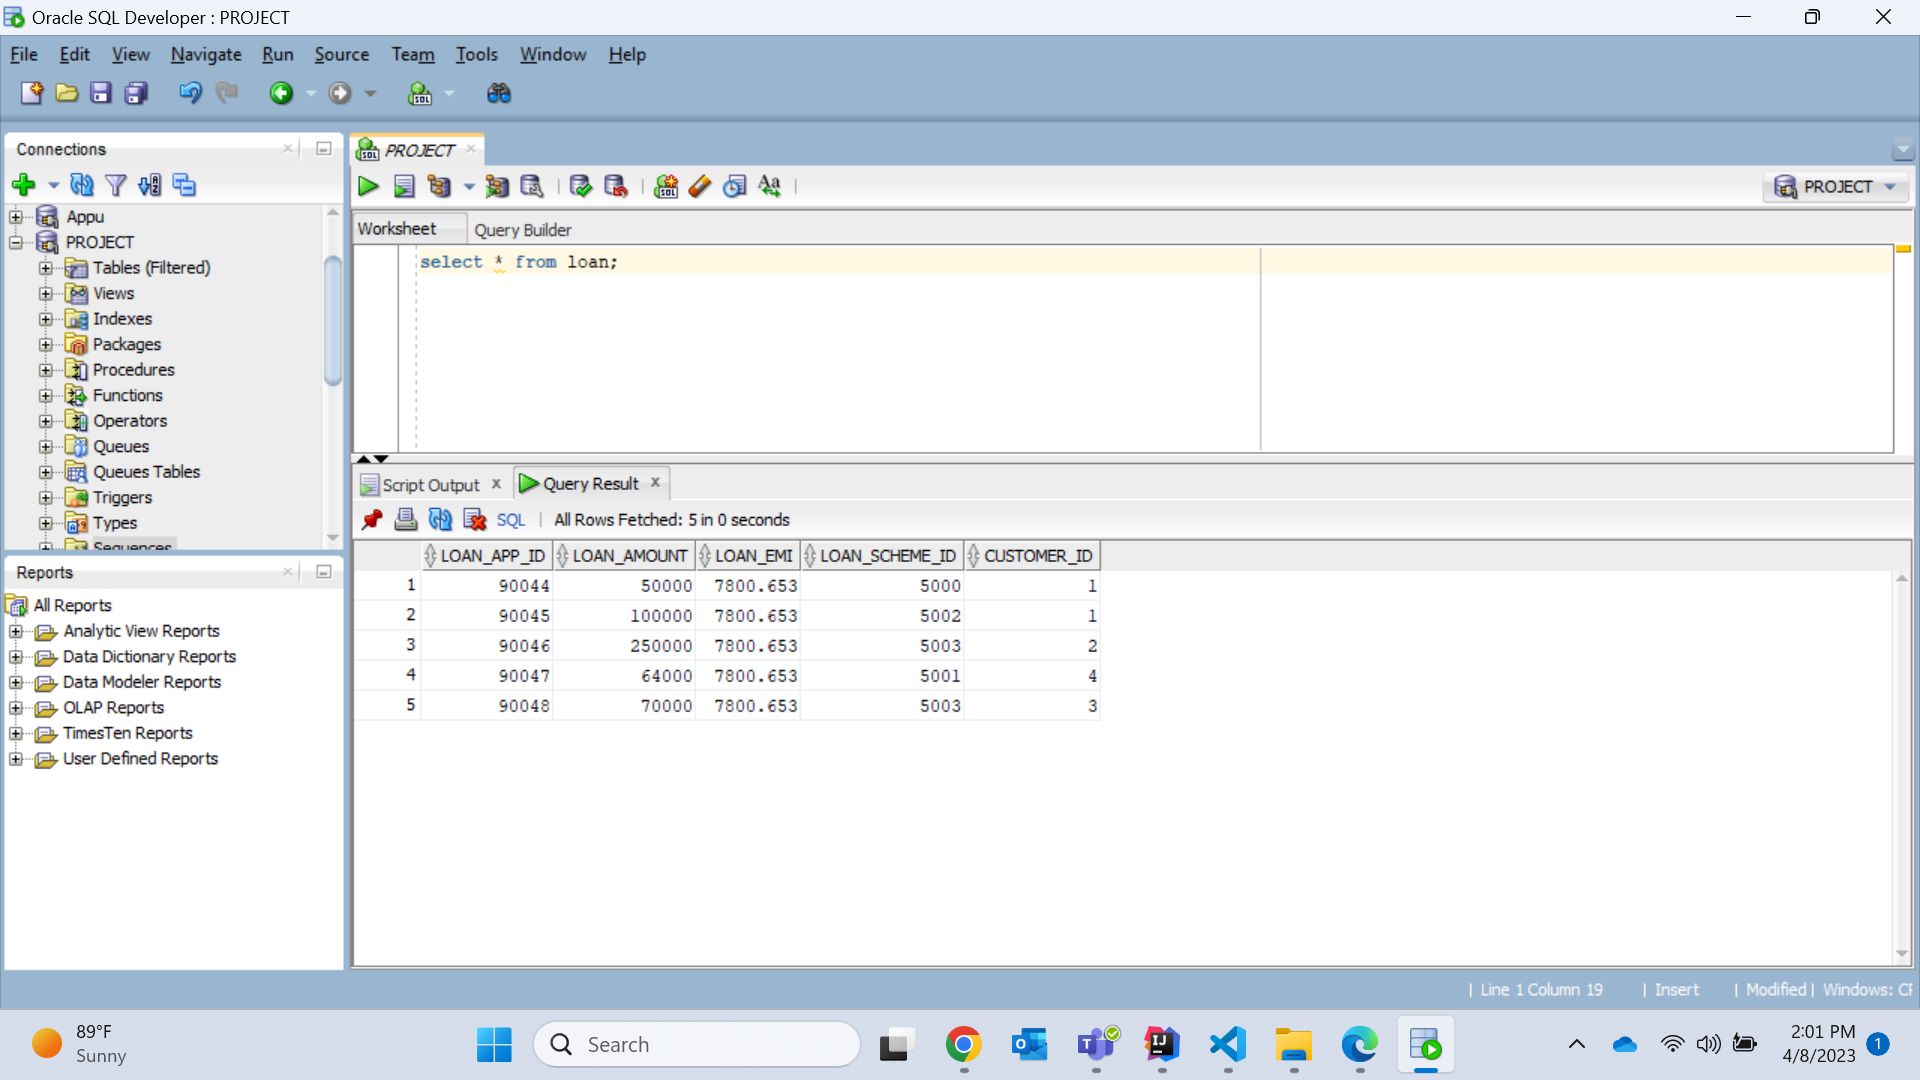 Oracle SQL Developer : PROJECT
File Edit View Navigate Run Source Team Tools Window Help
Connections
Appu
PROJECT
Tables (Filtered)
Views
Indexes
Packages
Procedures
Functions
Operators
Queues
Queues Tables
Triggers
Types
Sequences
Reports
All Reports
Analytic View Reports
Data Dictionary Reports
Data Modeler Reports
OLAP Reports
TimesTen Reports
User Defined Reports
PROJECT
PROJECT
Worksheet Query Builder
select * from loan;
Script Output Query Result
SQL | All Rows Fetched: 5 in 0 seconds
LOAN_APP_ID LOAN_AMOUNT LOAN_EMI LOAN_SCHEME_ID CUSTOMER_ID
1 90044 50000 7800.653 5000 1
2 90045 100000 7800.653 5002 1
3 90046 250000 7800.653 5003 2
4 90047 64000 7800.653 5001 4
5 90048 70000 7800.653 5003 3
| Line 1 Column 19 | Insert | Modified | Windows: CF
89°F
Sunny
Search
2:01 PM
4/8/2023
1